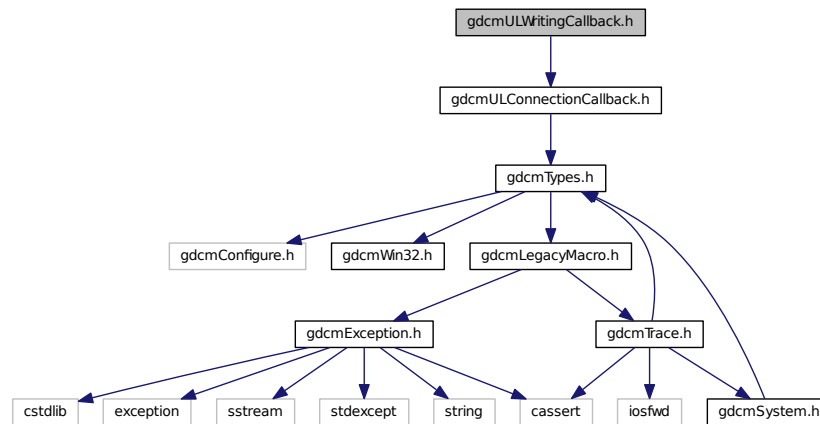 gdcmULWritingCallback.h
gdcmULConnectionCallback.h
gdcmTypes.h
gdcmConfigure.h
gdcmWin32.h
gdcmLegacyMacro.h
gdcmException.h
gdcmTrace.h
cstdlib
exception
sstream
stdexcept
string
cassert
iosfwd
gdcmSystem.h